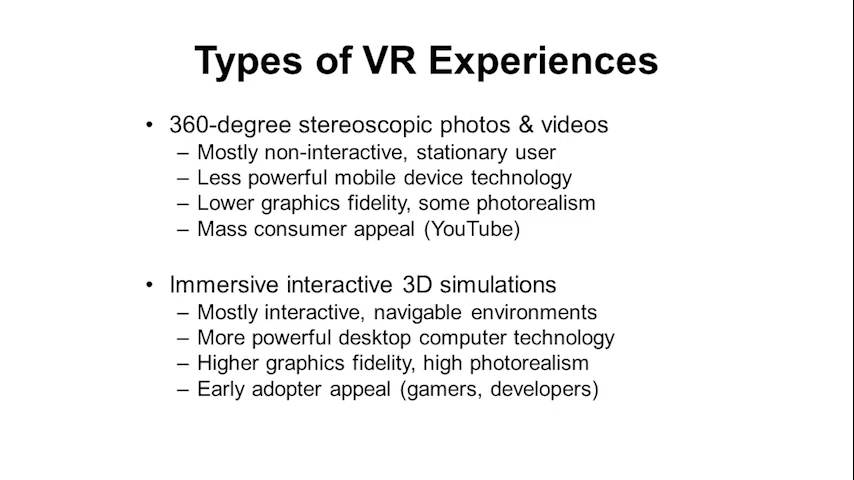 Types of VR Experiences
• 360-degree stereoscopic photos & videos
– Mostly non-interactive, stationary user
– Less powerful mobile device technology
– Lower graphics fidelity, some photorealism
– Mass consumer appeal (YouTube)
• Immersive interactive 3D simulations
– Mostly interactive, navigable environments
– More powerful desktop computer technology
– Higher graphics fidelity, high photorealism
– Early adopter appeal (gamers, developers)